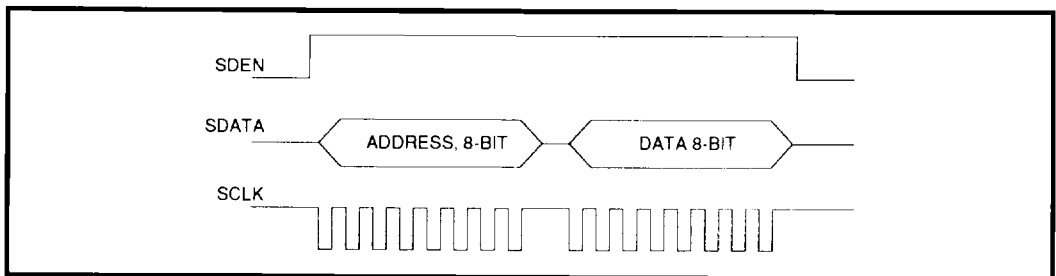 SDEN
SDATA
ADDRESS, 8-BIT
DATA 8-BIT
SCLK